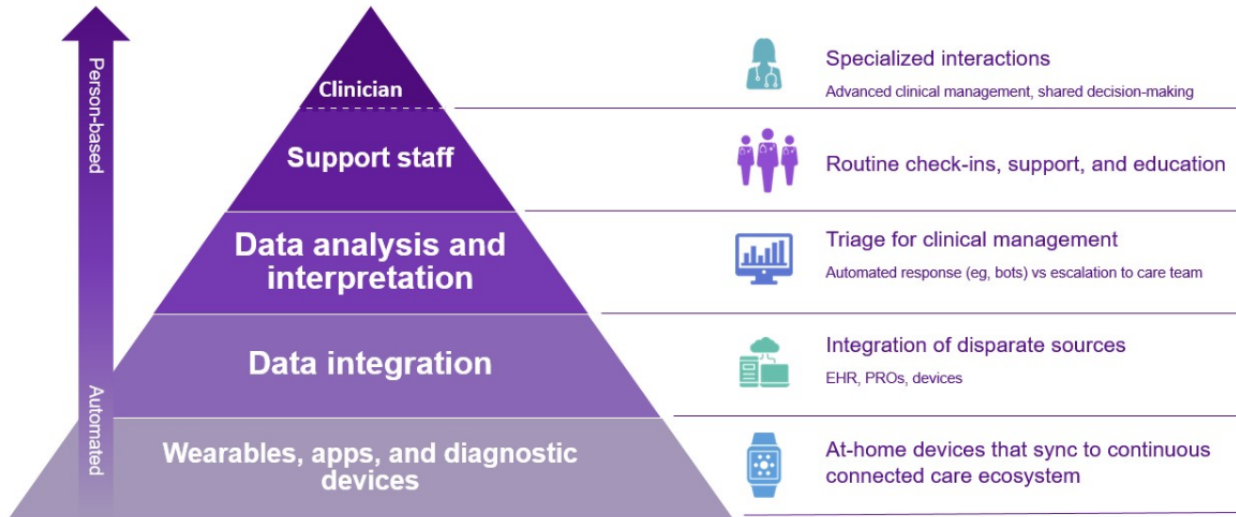 Person-based
Automated
Clinician
Support staff
Data analysis and
interpretation
Data integration
Wearables, apps, and diagnostic
devices
Specialized interactions
Advanced clinical management, shared decision-making
Routine check-ins, support, and education
Triage for clinical management
Automated response (eg, bots) vs escalation to care team
Integration of disparate sources
EHR, PROs, devices
At-home devices that sync to continuous
connected care ecosystem